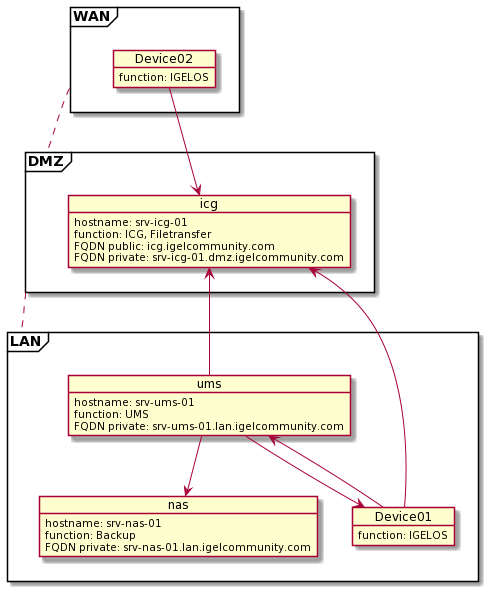 WAN
Device02
function: IGELOS
DMZ
icg
hostname: srv-icg-01
function: ICG, Filetransfer
FQDN public: icg.igelcommunity.com
FQDN private: srv-icg-01.dmz.igelcommunity.com
LAN
ums
hostname: srv-ums-01
function: UMS
FQDN private: srv-ums-01.lan.igelcommunity.com
nas
hostname: srv-nas-01
function: Backup
FQDN private: srv-nas-01.lan.igelcommunity.com
Device01
function: IGELOS